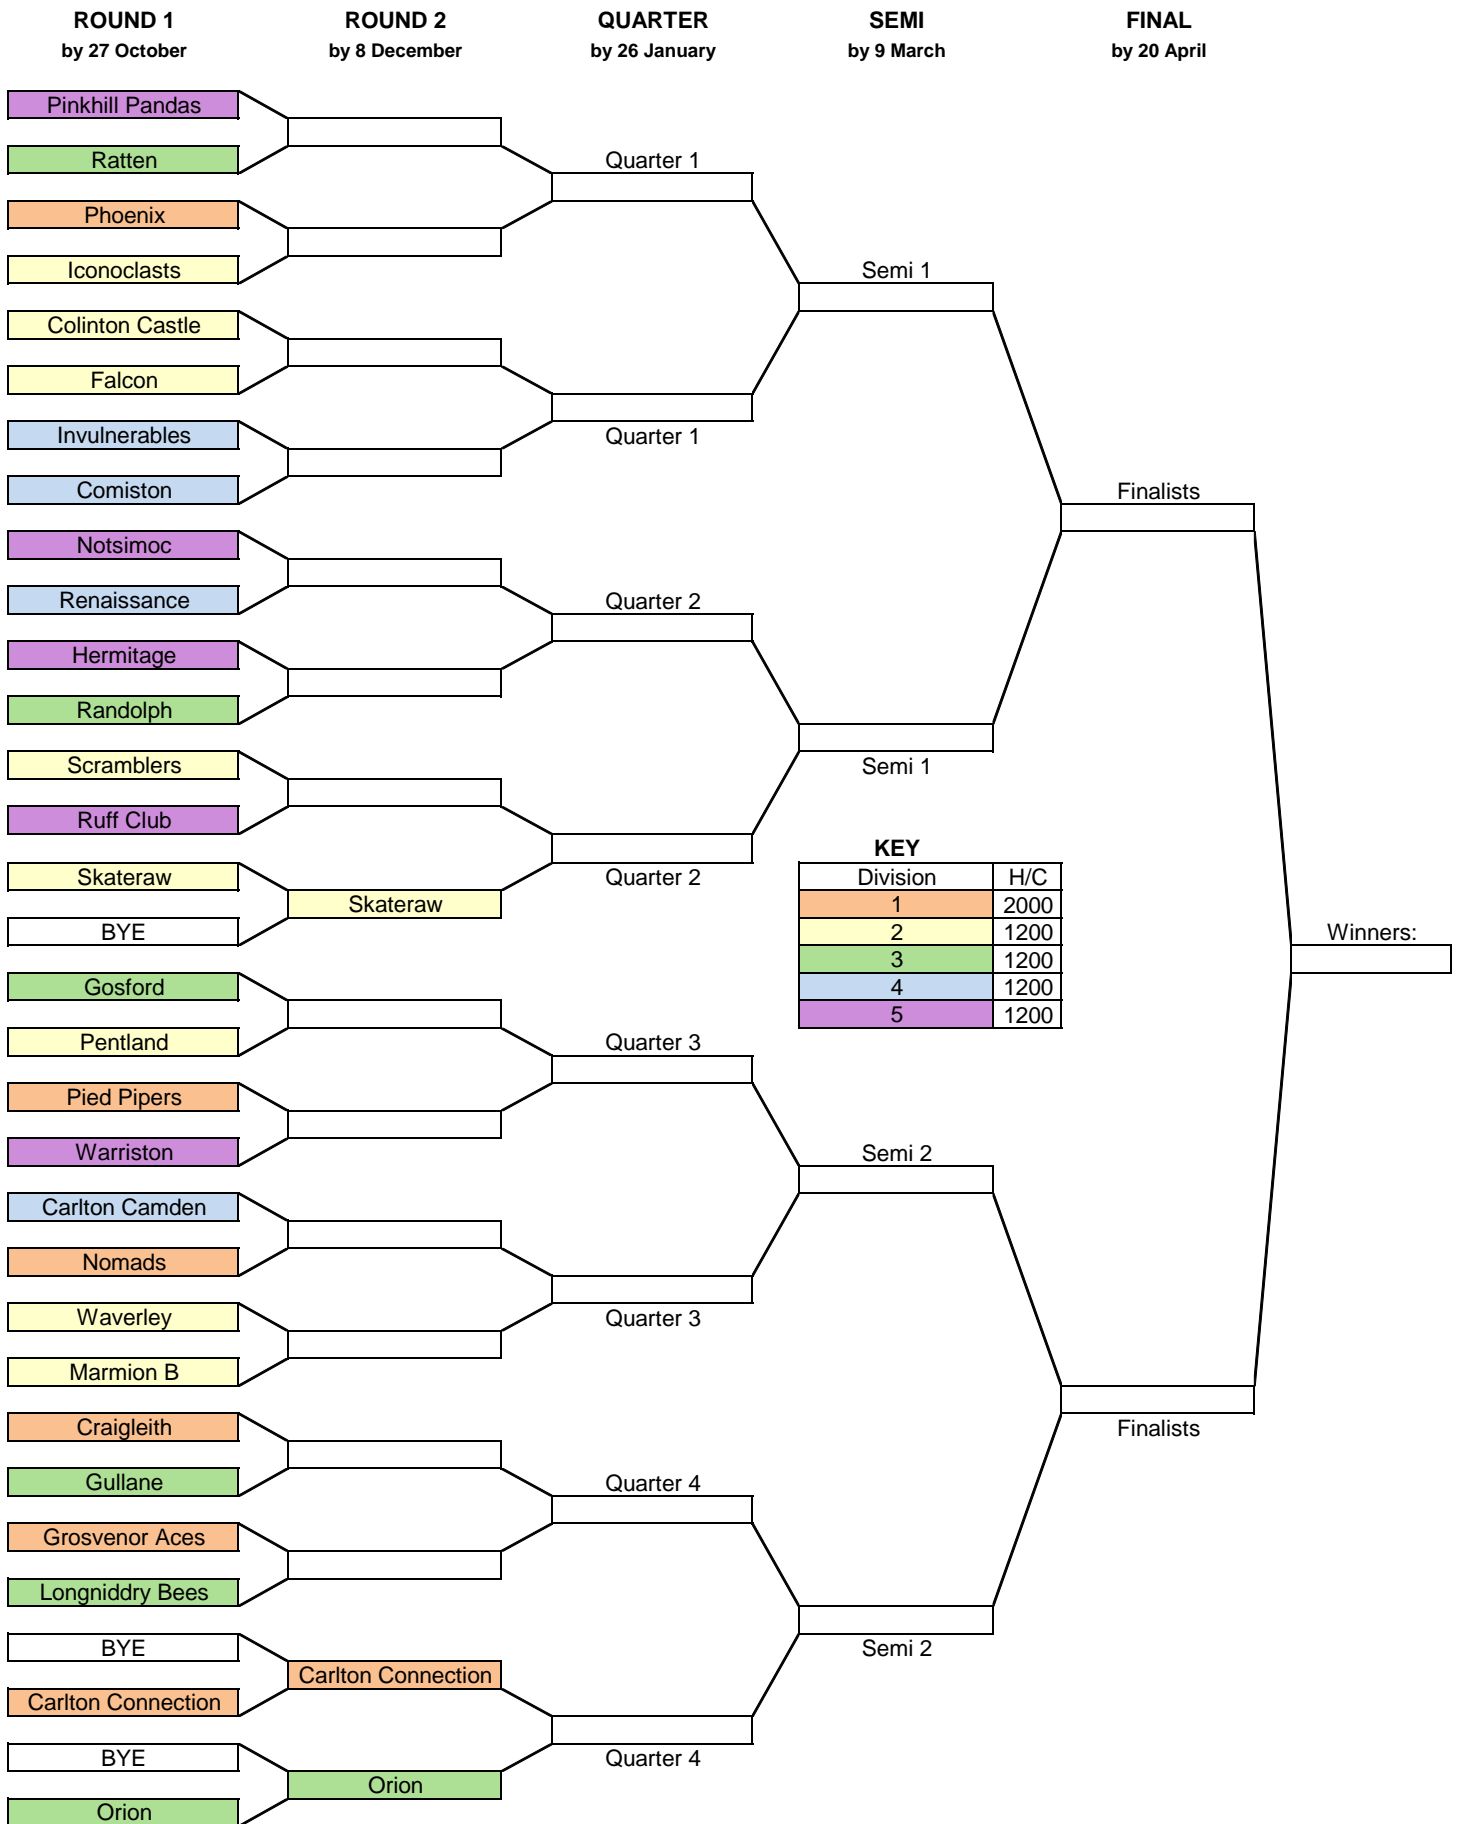 ROUND 1 ROUND 2 QUARTER SEMI FINAL
by 27 October by 8 December by 26 January by 9 March by 20 April
Pinkhill Pandas
Ratten Quarter 1
Phoenix
Iconoclasts Semi 1
Colinton Castle
Falcon
Invulnerables Quarter 1
Comiston Finalists
Notsimoc
Renaissance Quarter 2
Hermitage
Randolph
Scramblers Semi 1
Ruff Club
KEY
Skateraw Quarter 2 Division H/C
Skateraw 1 2000
BYE 2 1200 Winners:
3 1200
Gosford 4 1200
5 1200
Pentland Quarter 3
Pied Pipers
Warriston Semi 2
Carlton Camden
Nomads
Waverley Quarter 3
Marmion B
Craigleith Finalists
Gullane Quarter 4
Grosvenor Aces
Longniddry Bees
BYE Semi 2
Carlton Connection
Carlton Connection
BYE Quarter 4
Orion
Orion